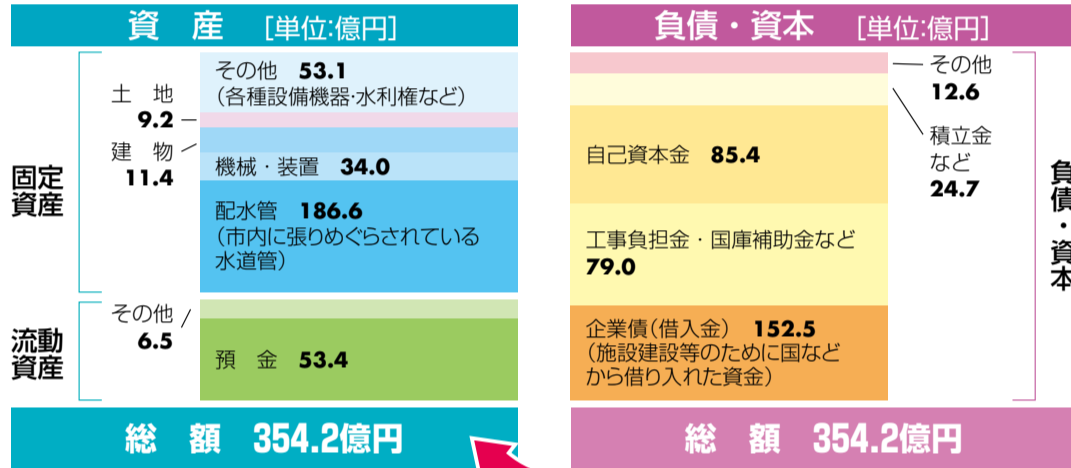 資 産 [単位:億円]
固定
資産
土 地
9.2
建 物
11.4
その他 53.1
(各種設備機器・水利権など)
機械・装置 34.0
配水管 186.6
(市内に張りめぐらされている
水道管)
流動
資産
その他
6.5
預 金 53.4
総 額 354.2億円
負債・資本 [単位:億円]
その他
12.6
積立金
など
24.7
自己資本金 85.4
工事負担金・国庫補助金など
79.0
企業債(借入金) 152.5
(施設建設等のために国など
から借り入れた資金)
負債・資本
総 額 354.2億円